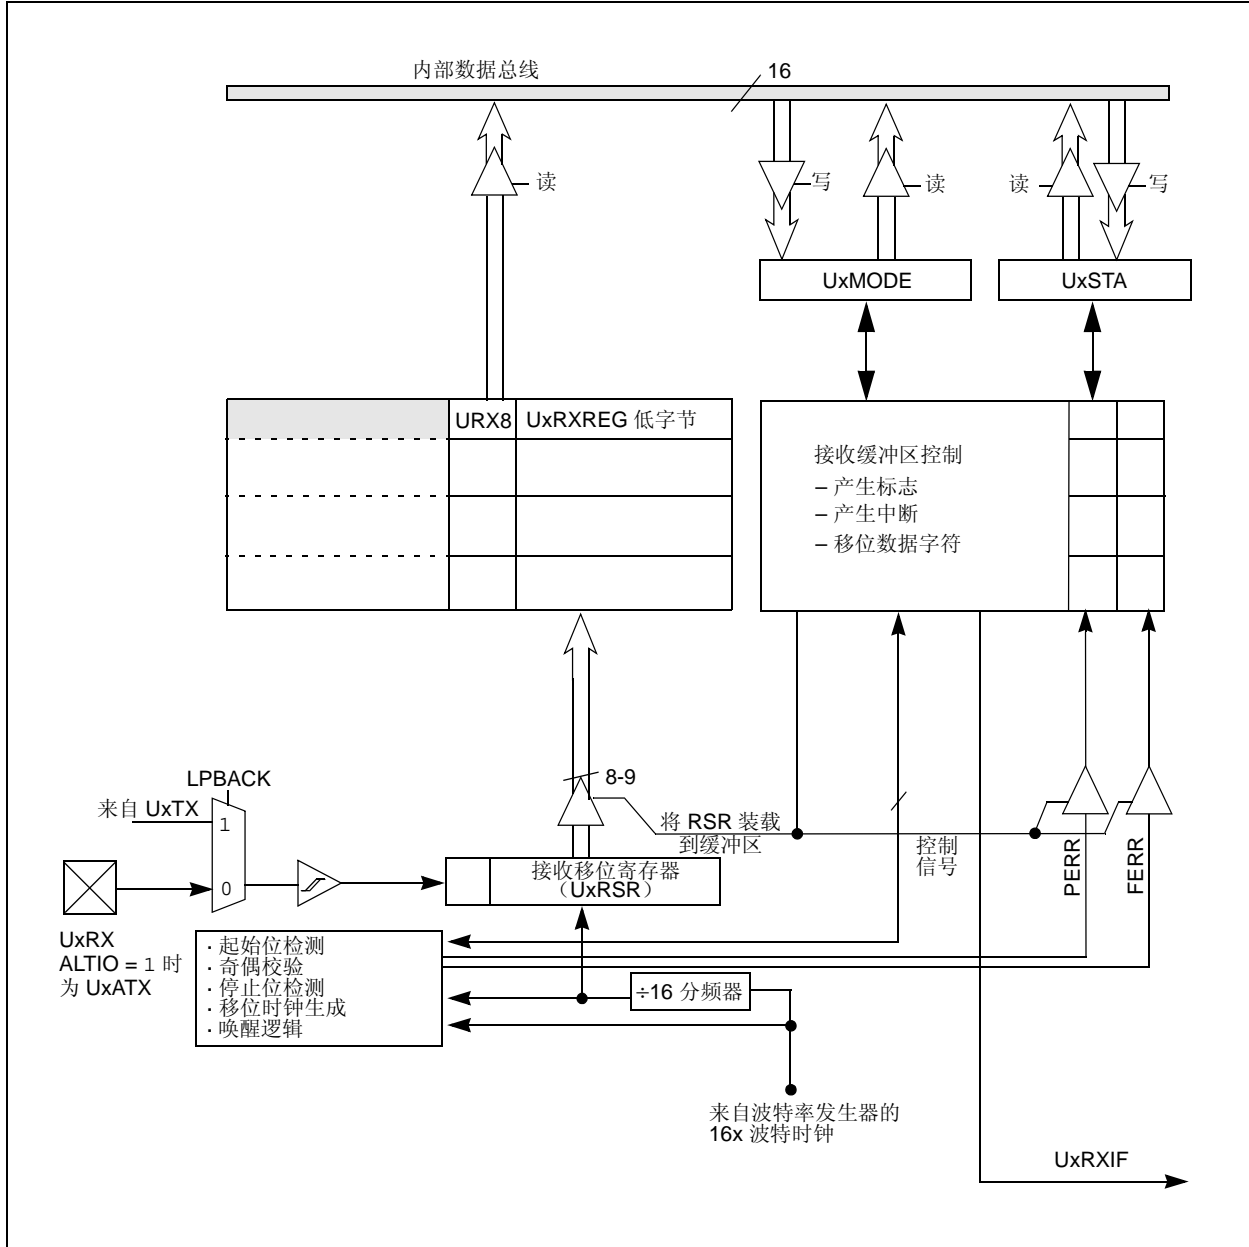 内部数据总线
16
读
写
读
读
写
UxMODE
UxSTA
URX8
UxRXREG 低字节
接收缓冲区控制
– 产生标志
– 产生中断
– 移位数据字符
LPBACK
8-9
来自 UxTX
1
将 RSR 装载
到缓冲区
控制
信号
PERR
FERR
0
接收移位寄存器
（UxRSR）
UxRX
ALTIO = 1 时
为 UxATX
· 起始位检测
· 奇偶校验
· 停止位检测
· 移位时钟生成
· 唤醒逻辑
÷16 分频器
来自波特率发生器的
16x 波特时钟
UxRXIF